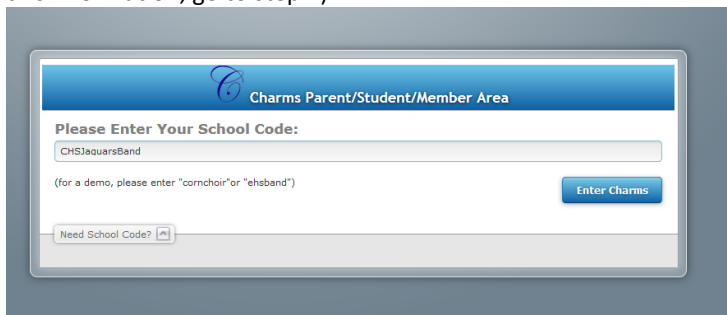 Charms Parent/Student/Member Area
Please Enter Your School Code:
CHSJaquarsBand
(for a demo, please enter "cornchoir"or "ehsband")
Enter Charms
Need School Code?